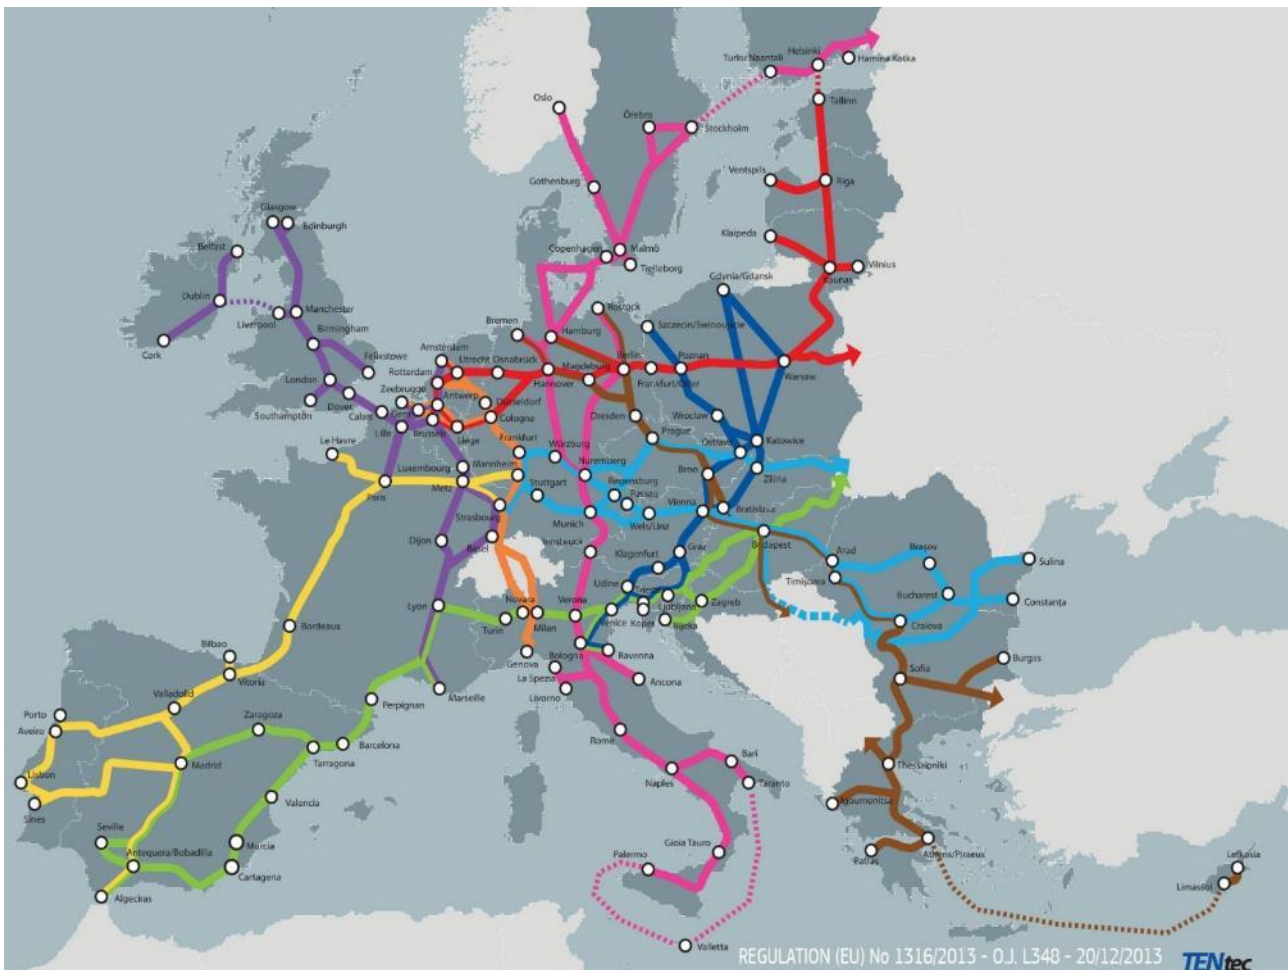 Helsinki
Turku Naantali
Hamina Kotka
Oslo
Tallinn
Örebro
Stockholm
Ventspils
Riga
Gothenburg
Glasgow
Edinburgh
Klaipeda
Belfast
Copenhagen
Malmö
Trelleborg
Vilnius
Kaunas
Gdynia/Gdansk
Dublin
Manchester
Rostock
Liverpool
Bremen
Hamburg
Szczecin/Swinoujscie
Birmingham
Cork
Amsterdam
Felixstowe
Utrecht
Osnabrück
Magdeburg
Berlin
Poznan
Warsaw
Rotterdam
London
Hannover
Frankfurt/Oder
Zeebrugge
Antwerp
Düsseldorf
Southampton
Dover
Calais
Gent
Cologne
Dresden
Wroclaw
Lille
Brussels
Liège
Le Havre
Frankfurt
Würzburg
Prague
Ostrava
Katowice
Luxembourg
Mannheim
Nuremberg
Brno
Zilina
Paris
Metz
Stuttgart
Regensburg
Passau
Strasbourg
Vienna
Bratislava
Munich
Wels/Linz
Dijon
Basel
Innsbruck
Klagenfurt
Graz
Budapest
Arad
Brasov
Sulina
Timișoara
Udine
Trieste
Novara
Verona
Ljubljana
Zagreb
Bucharest
Constanța
Lyon
Turin
Milan
Venice
Koper
Rijeka
Craiova
Bordeaux
Bilbao
Bologna
Ravenna
Genova
Sofia
Burgas
Vitoria
La Spezia
Ancona
Marseille
Livorno
Valladolid
Perpignan
Porto
Zaragoza
Aveiro
Rome
Barcelona
Tarragona
Bari
Madrid
Thessaloniki
Lisbon
Naples
Taranto
Sines
Valencia
Igoumenitsa
Seville
Murcia
Gioia Tauro
Antequera/Bobadilla
Palermo
Patras
Athens/Piraeus
Lefkosia
Cartagena
Limassol
Algeciras
Valletta
REGULATION (EU) No 1316/2013 - O.J. L348 - 20/12/2013
TENtec